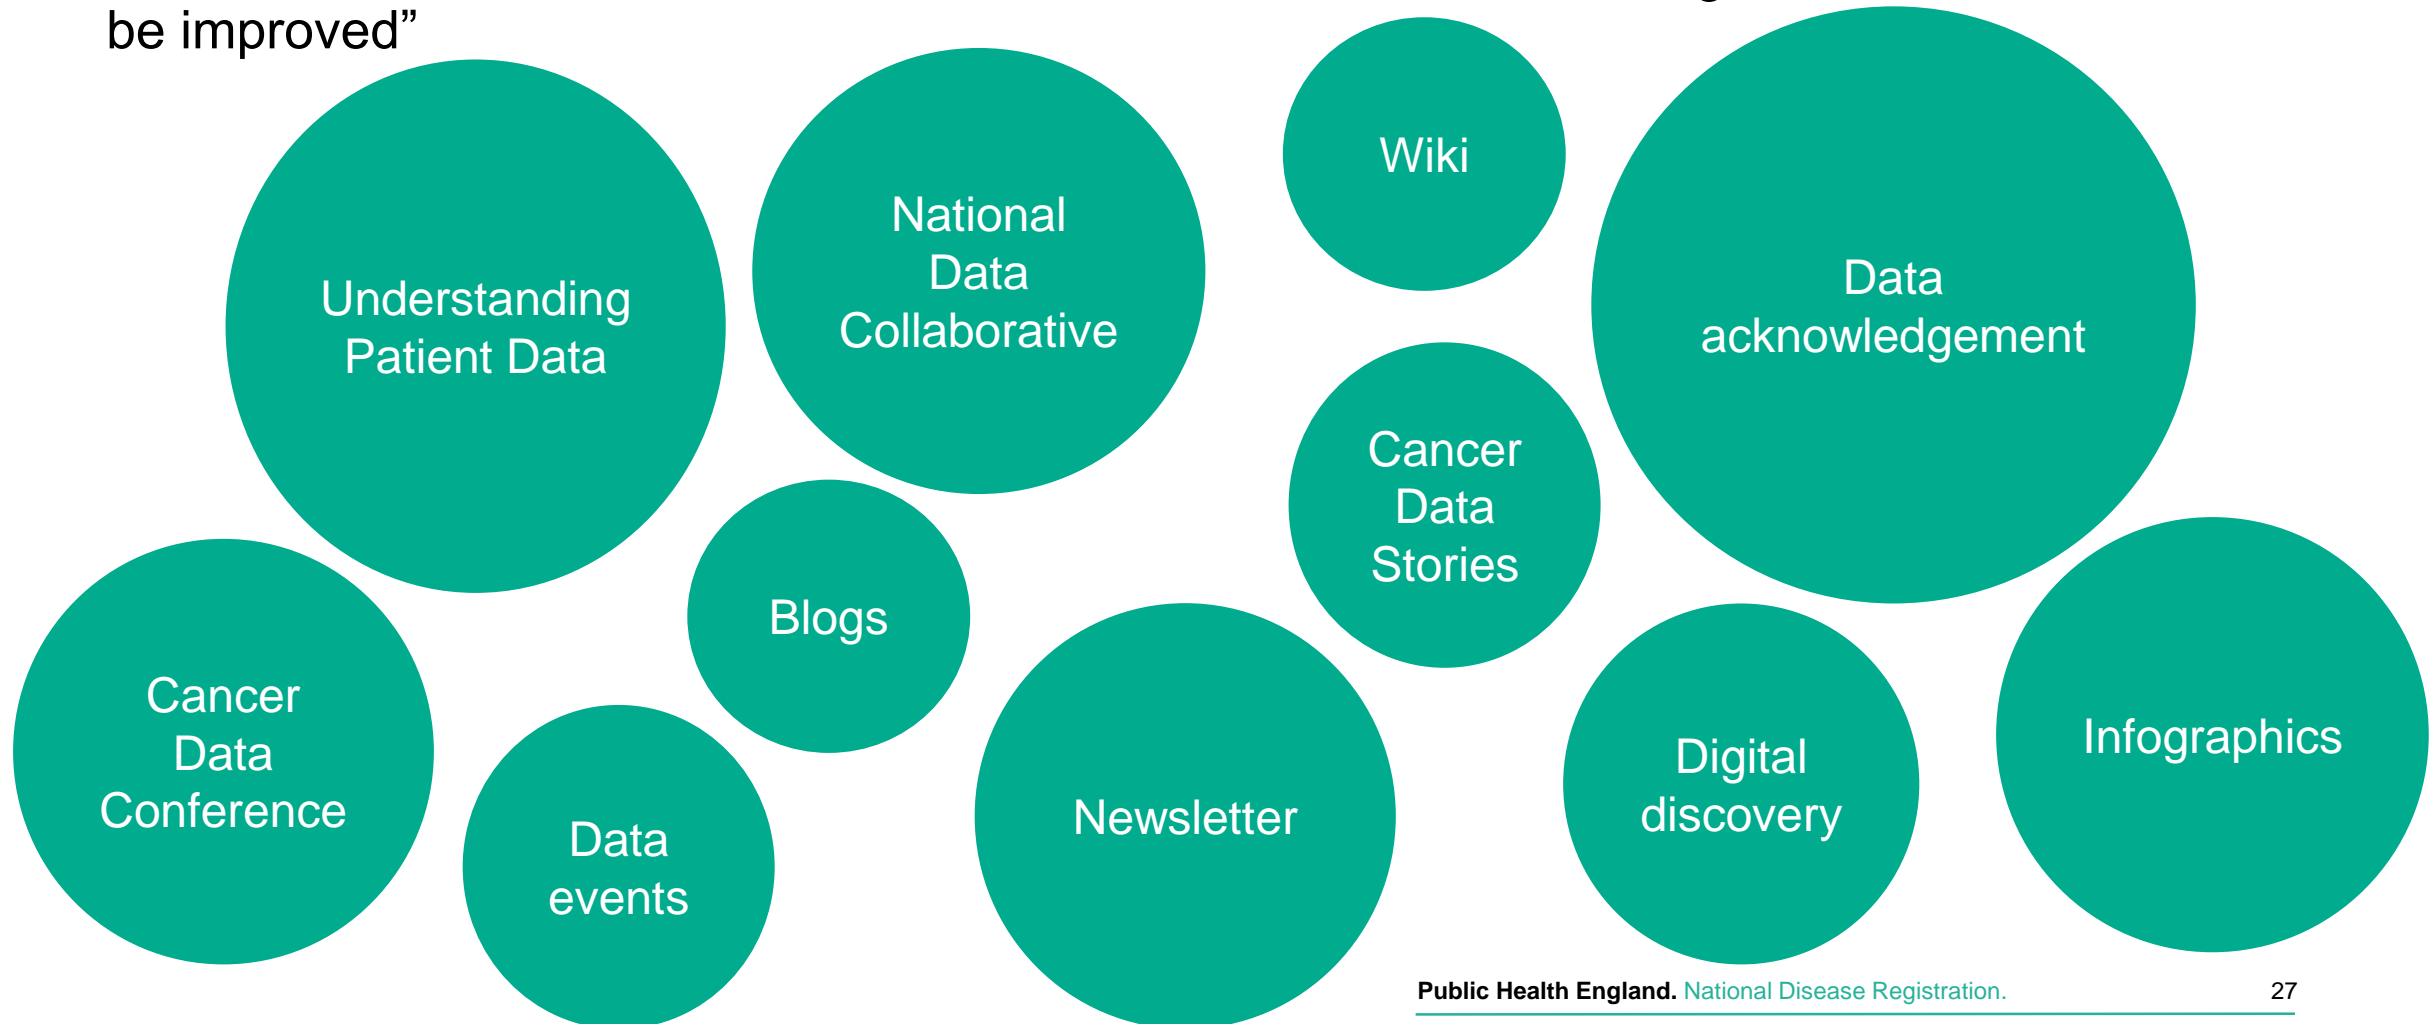 be improved”
Understanding
Patient Data
National
Data
Collaborative
Wiki
Data
acknowledgement
Cancer
Data
Stories
Blogs
Cancer
Data
Conference
Data
events
Newsletter
Digital
discovery
Infographics
Public Health England. National Disease Registration. 27